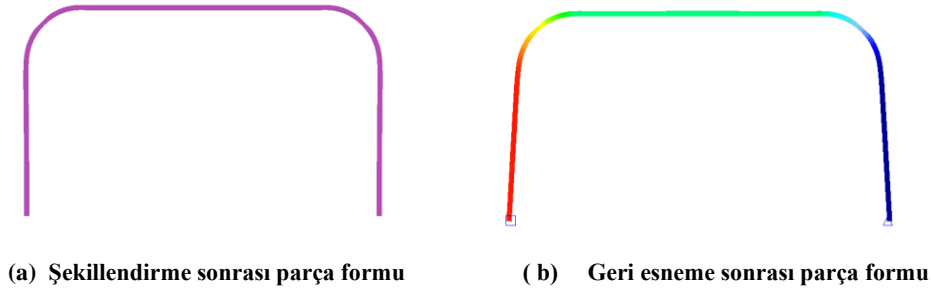 (a) Şekillendirme sonrası parça formu
( b) Geri esneme sonrası parça formu